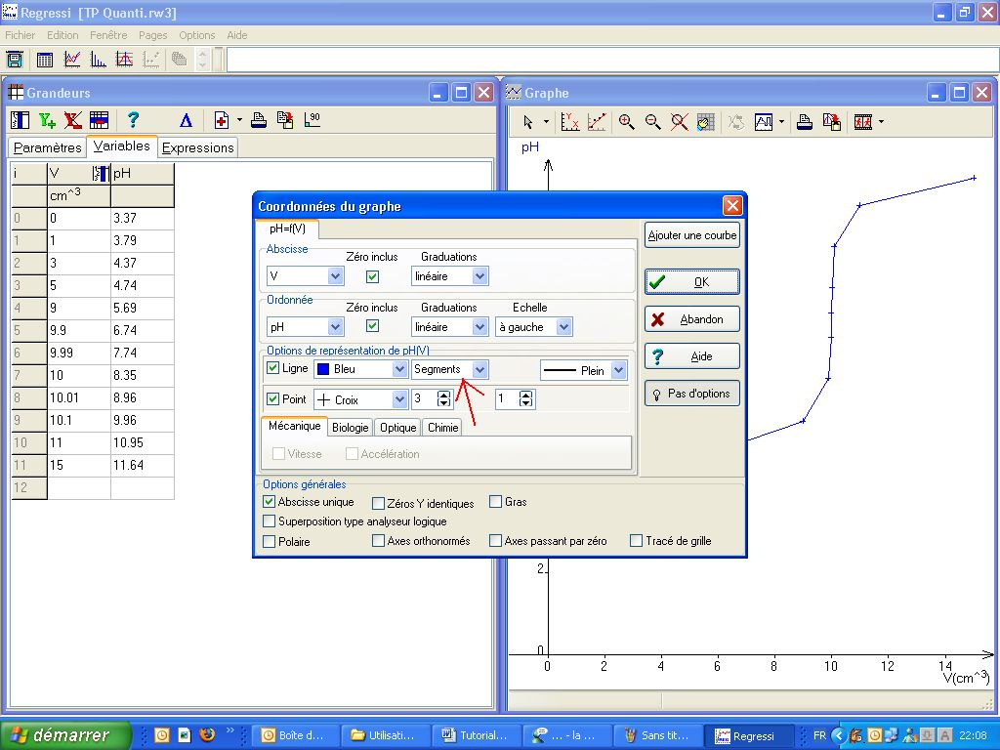 Regressi [TP Quanti.rw3]
Fichier Edition Fenêtre Pages Options Aide
Grandeurs
Graphe
Paramètres Variables Expressions
i V pH
cm^3
0 0 3.37
1 1 3.79
2 3 4.37
3 5 4.74
4 9 5.69
5 9.9 6.74
6 9.99 7.74
7 10 8.35
8 10.01 8.96
9 10.1 9.96
10 11 10.95
11 15 11.64
12
pH
2
0
0 2 4 6 8 10 12 14
V(cm^3)
Coordonnées du graphe
pH=f(V)
Ajouter une courbe
Abscisse
Zéro inclus Graduations
V linéaire
OK
Ordonnée
Zéro inclus Graduations Echelle
pH linéaire à gauche
Abandon
Options de représentation de pH(V)
Aide
Ligne Bleu Segments Plein
Point Croix 3 1
Pas d'options
Mécanique Biologie Optique Chimie
Vitesse Accélération
Options générales
Abscisse unique Zéros Y identiques Gras
Superposition type analyseur logique
Polaire Axes orthonormés Axes passant par zéro Tracé de grille
démarrer » Boîte d... Utilisati... Tutorial... ... - la ... Sans tit... Regressi FR 22:08